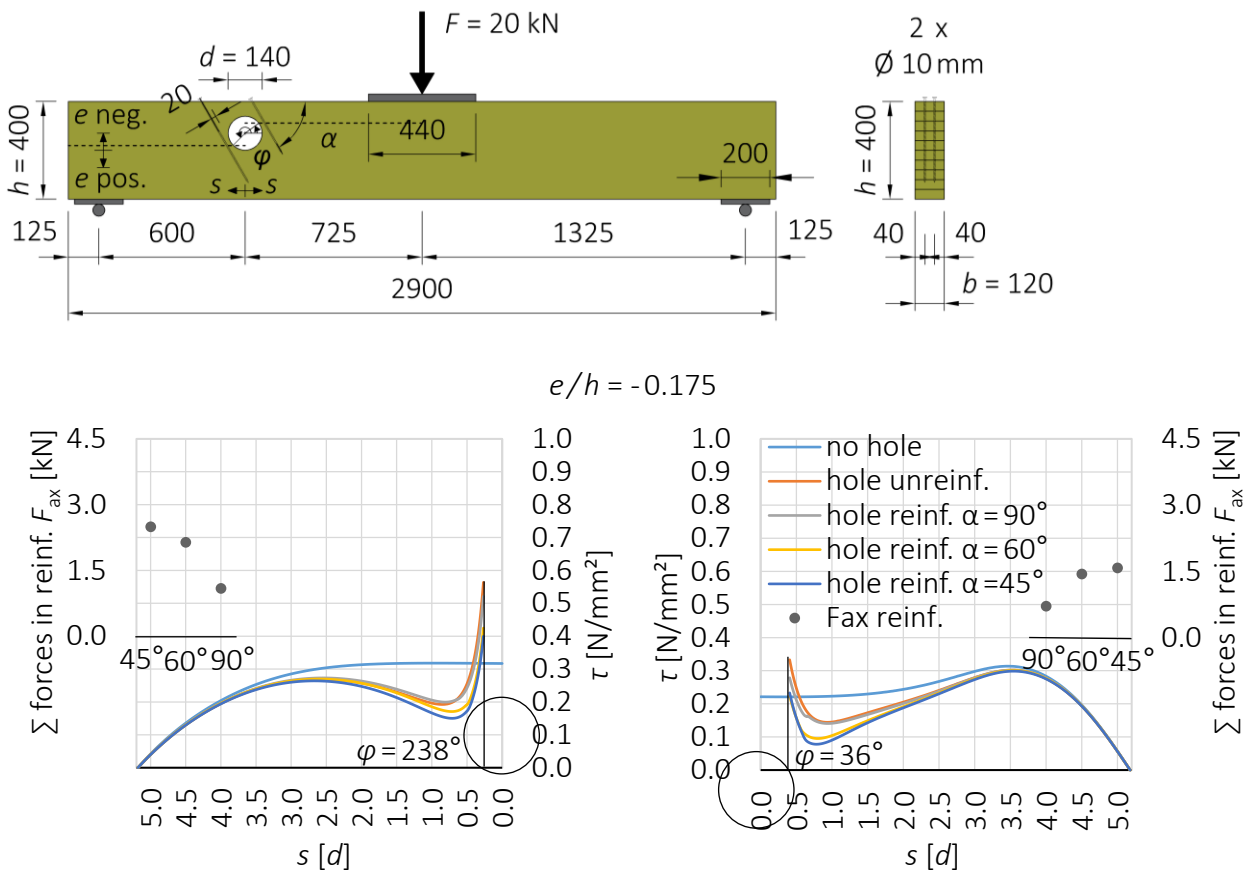 F = 20 kN
2 x
Ø 10 mm
d = 140
20
e neg.
e pos.
h = 400
α
φ
s s
440
200
h = 400
125 600 725 1325 125
2900
40 40
b = 120
e/h = -0.175
∑ forces in reinf. F_ax [kN]
4.5
3.0
1.5
0.0
45° 60° 90°
φ = 238°
1.0
0.9
0.8
0.7
0.6
0.5
0.4
0.3
0.2
0.1
0.0
τ [N/mm²]
5.0 4.5 4.0 3.5 3.0 2.5 2.0 1.5 1.0 0.5 0.0
s [d]
τ [N/mm²]
1.0
0.9
0.8
0.7
0.6
0.5
0.4
0.3
0.2
0.1
0.0
no hole
hole unreinf.
hole reinf. α = 90°
hole reinf. α = 60°
hole reinf. α =45°
Fax reinf.
90° 60° 45°
φ = 36°
4.5
3.0
1.5
0.0
∑ forces in reinf. F_ax [kN]
0.0 0.5 1.0 1.5 2.0 2.5 3.0 3.5 4.0 4.5 5.0
s [d]